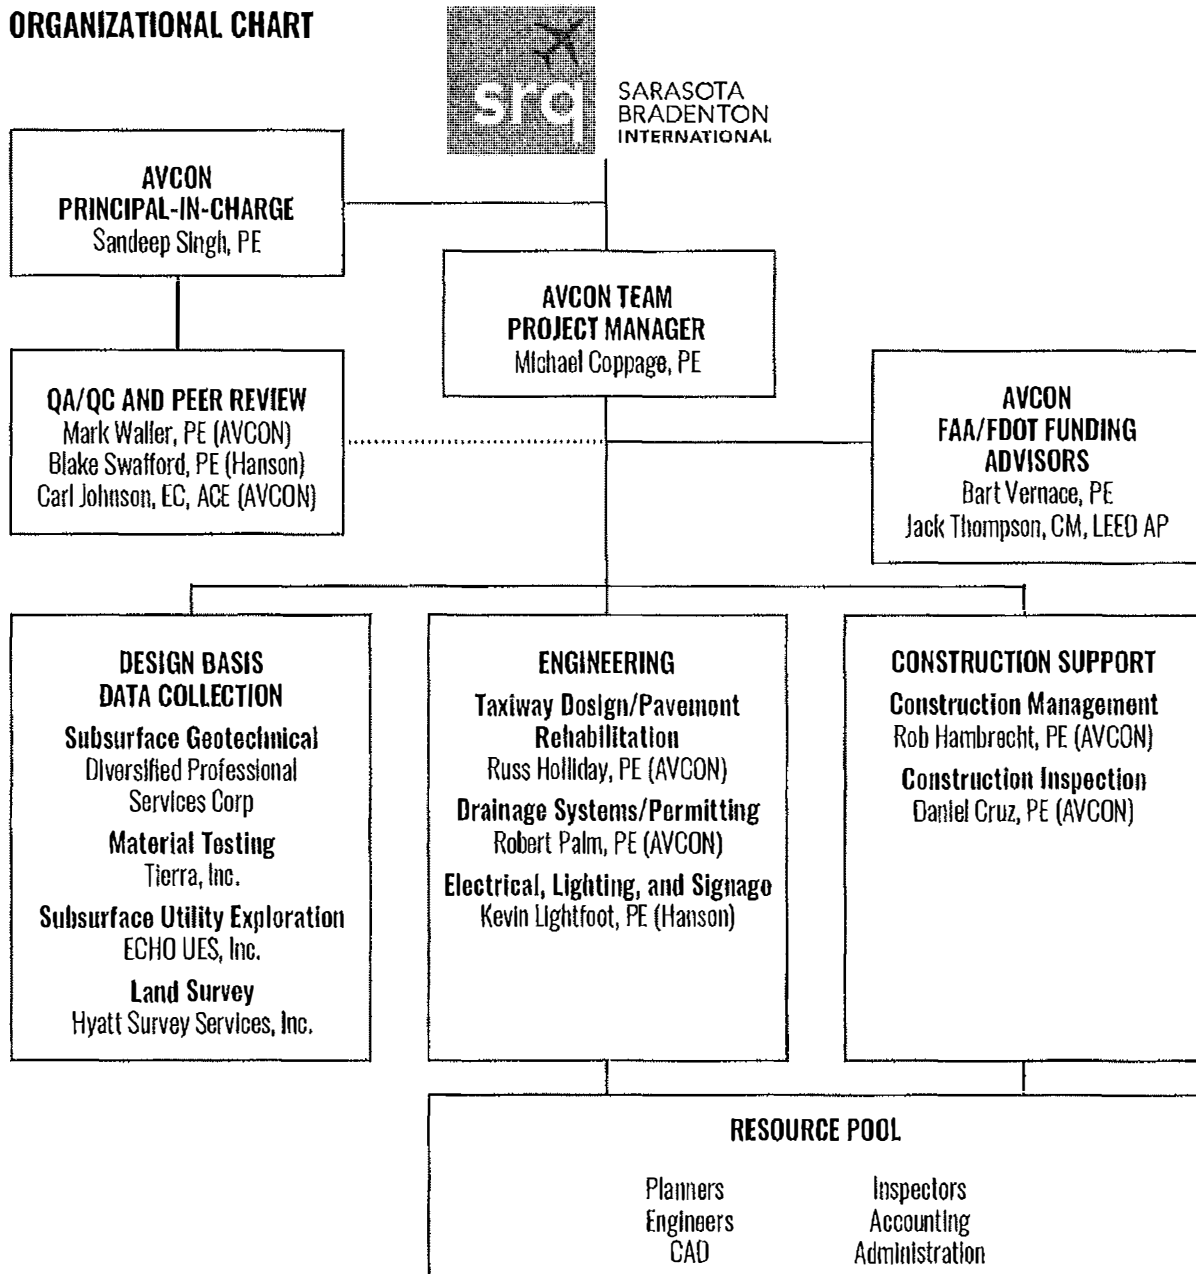 ORGANIZATIONAL CHART
srq
SARASOTA
BRADENTON
INTERNATIONAL
AVCON
PRINCIPAL-IN-CHARGE
Sandeep Singh, PE
AVCON TEAM
PROJECT MANAGER
Michael Coppage, PE
QA/QC AND PEER REVIEW
Mark Waller, PE (AVCON)
Blake Swafford, PE (Hanson)
Carl Johnson, EC, ACE (AVCON)
AVCON
FAA/FDOT FUNDING
ADVISORS
Bart Vernace, PE
Jack Thompson, CM, LEED AP
DESIGN BASIS
DATA COLLECTION
Subsurface Geotechnical
Diversified Professional
Services Corp
Material Testing
Tierra, Inc.
Subsurface Utility Exploration
ECHO UES, Inc.
Land Survey
Hyatt Survey Services, Inc.
ENGINEERING
Taxiway Design/Pavement
Rehabilitation
Russ Holliday, PE (AVCON)
Drainage Systems/Permitting
Robert Palm, PE (AVCON)
Electrical, Lighting, and Signage
Kevin Lightfoot, PE (Hanson)
CONSTRUCTION SUPPORT
Construction Management
Rob Hambrecht, PE (AVCON)
Construction Inspection
Daniel Cruz, PE (AVCON)
RESOURCE POOL
Planners
Engineers
CAD
Inspectors
Accounting
Administration